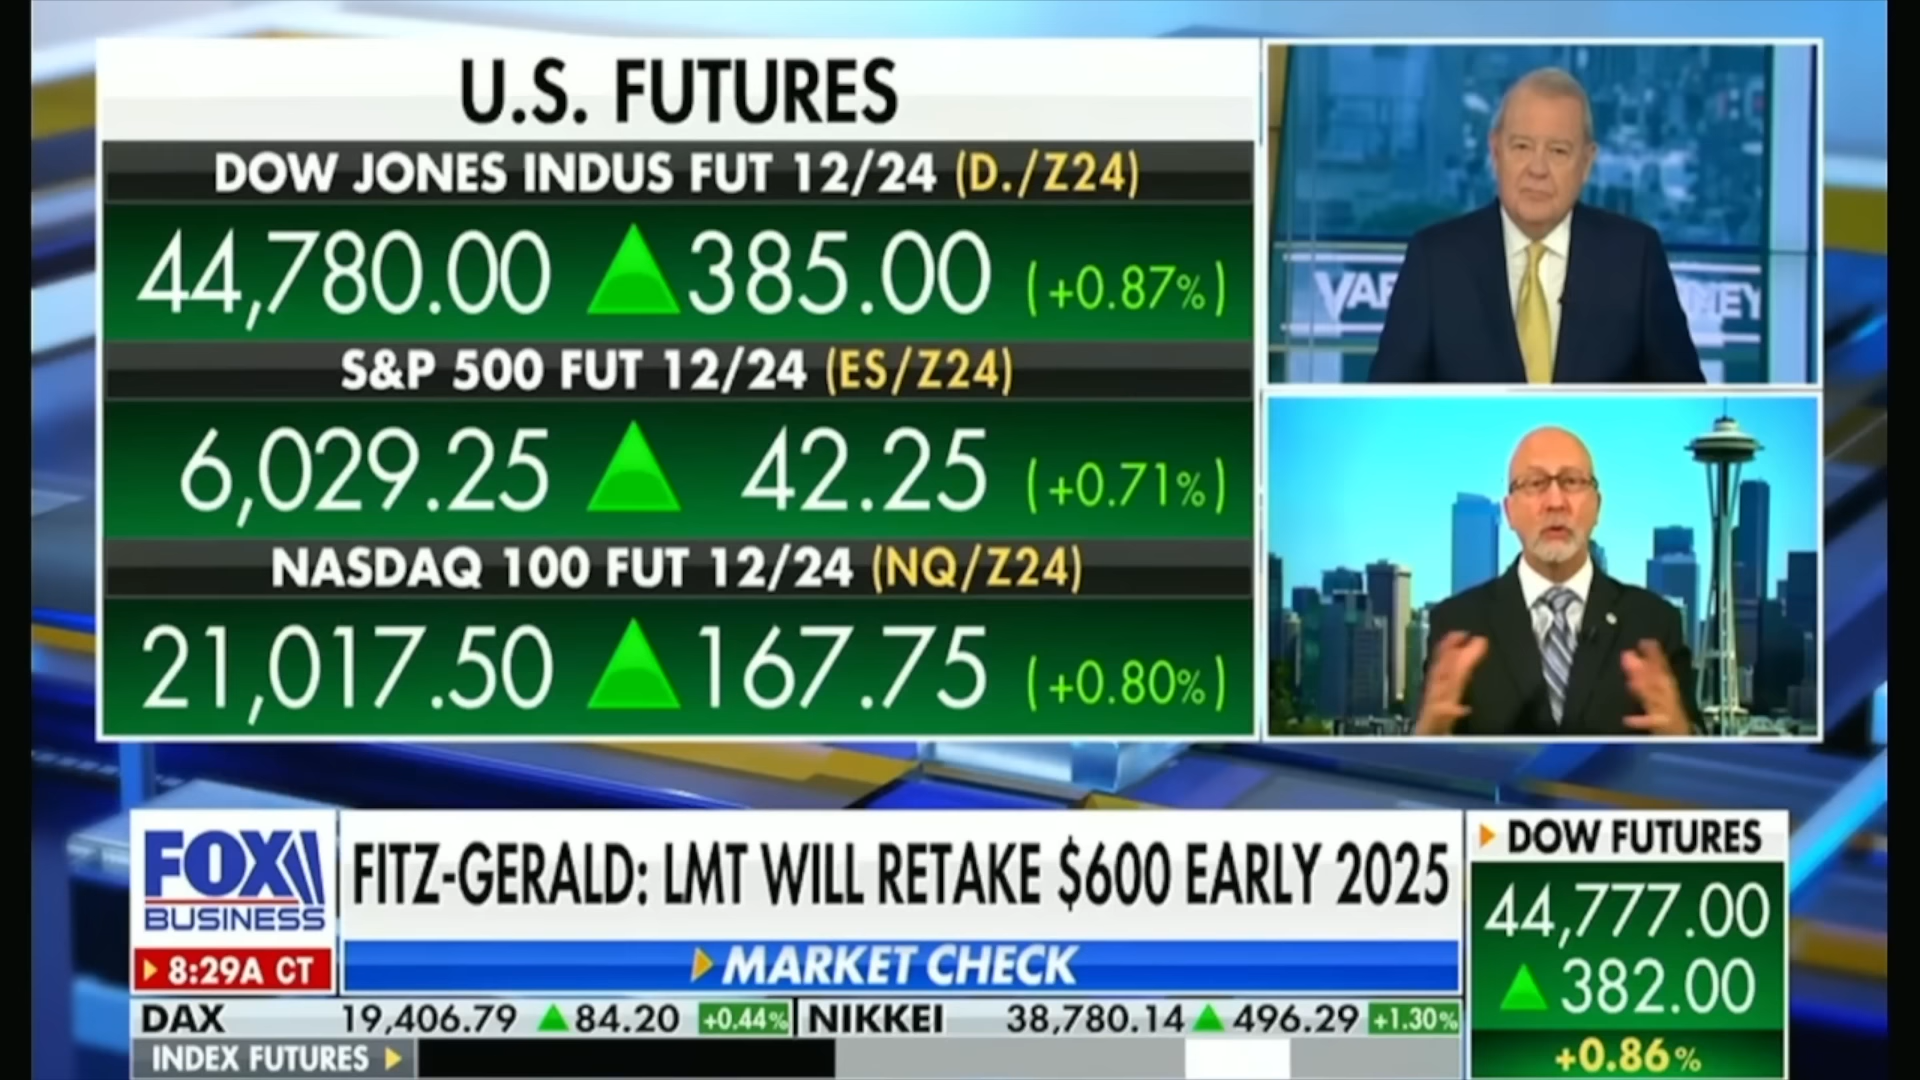 U.S. FUTURES
DOW JONES INDUS FUT 12/24 (D./Z24)
44,780.00 ▲ 385.00 (+0.87%)
S&P 500 FUT 12/24 (ES/Z24)
6,029.25 ▲ 42.25 (+0.71%)
NASDAQ 100 FUT 12/24 (NQ/Z24)
21,017.50 ▲ 167.75 (+0.80%)
FOX
BUSINESS
8:29A CT
FITZ-GERALD: LMT WILL RETAKE $600 EARLY 2025
MARKET CHECK
DOW FUTURES
44,777.00
▲ 382.00
+0.86%
DAX 19,406.79 ▲ 84.20 +0.44% NIKKEI 38,780.14 ▲ 496.29 +1.30%
INDEX FUTURES